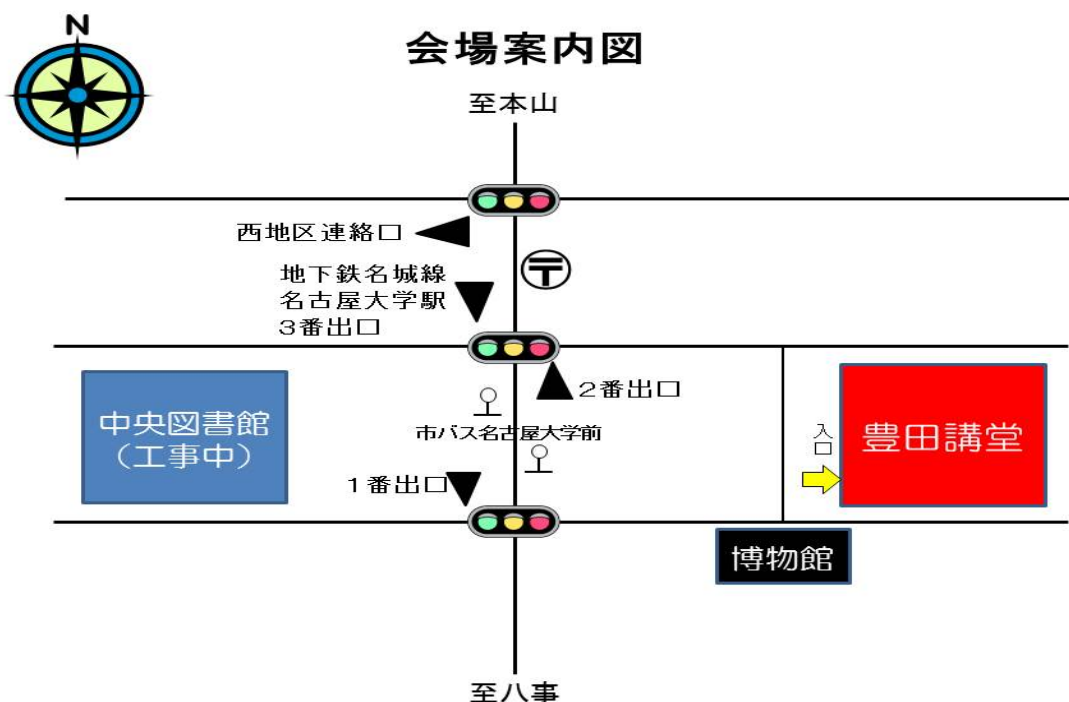 N
会場案内図
至本山
西地区連絡口
〒
地下鉄名城線
名古屋大学駅
3番出口
2番出口
中央図書館
(工事中)
市バス名古屋大学前
入口
豊田講堂
1番出口
博物館
至八事